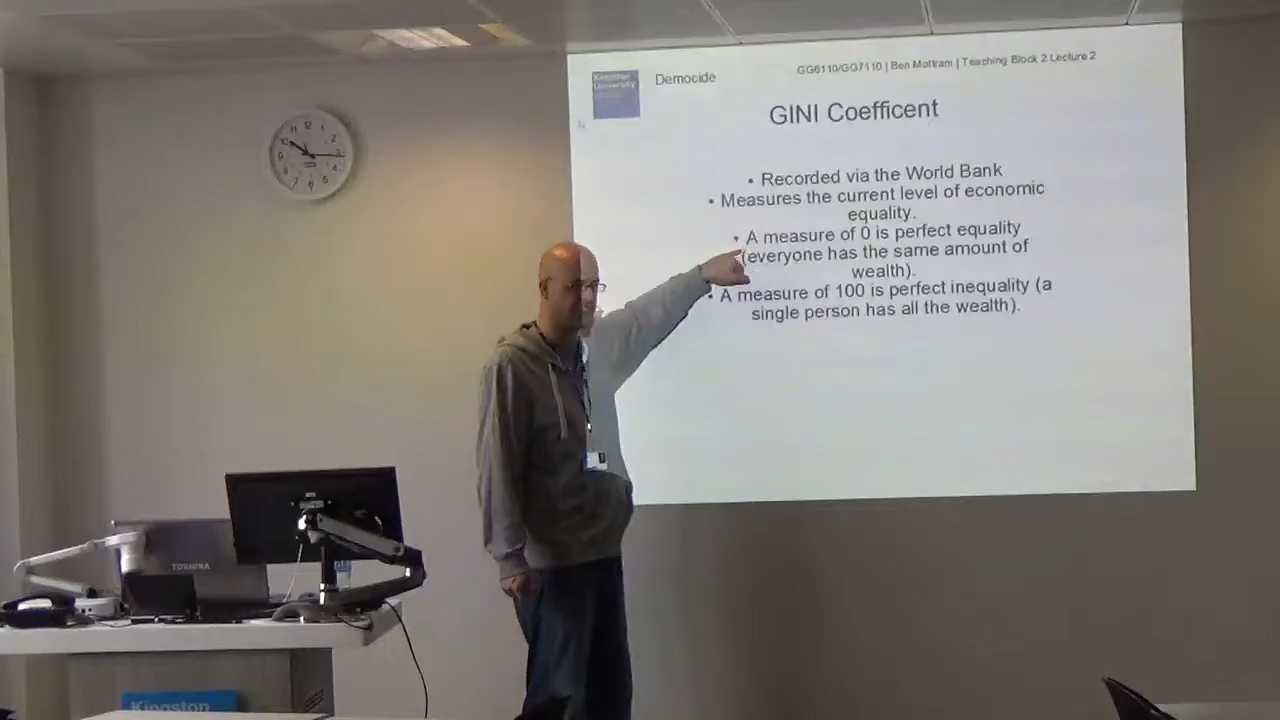 Kingston
University
Democide
GG6110/GG7110 | Ben Mottram | Teaching Block 2 Lecture 2
GINI Coefficent
• Recorded via the World Bank
• Measures the current level of economic
equality.
• A measure of 0 is perfect equality
(everyone has the same amount of
wealth).
• A measure of 100 is perfect inequality (a
single person has all the wealth).
TOSHIBA
Kingston